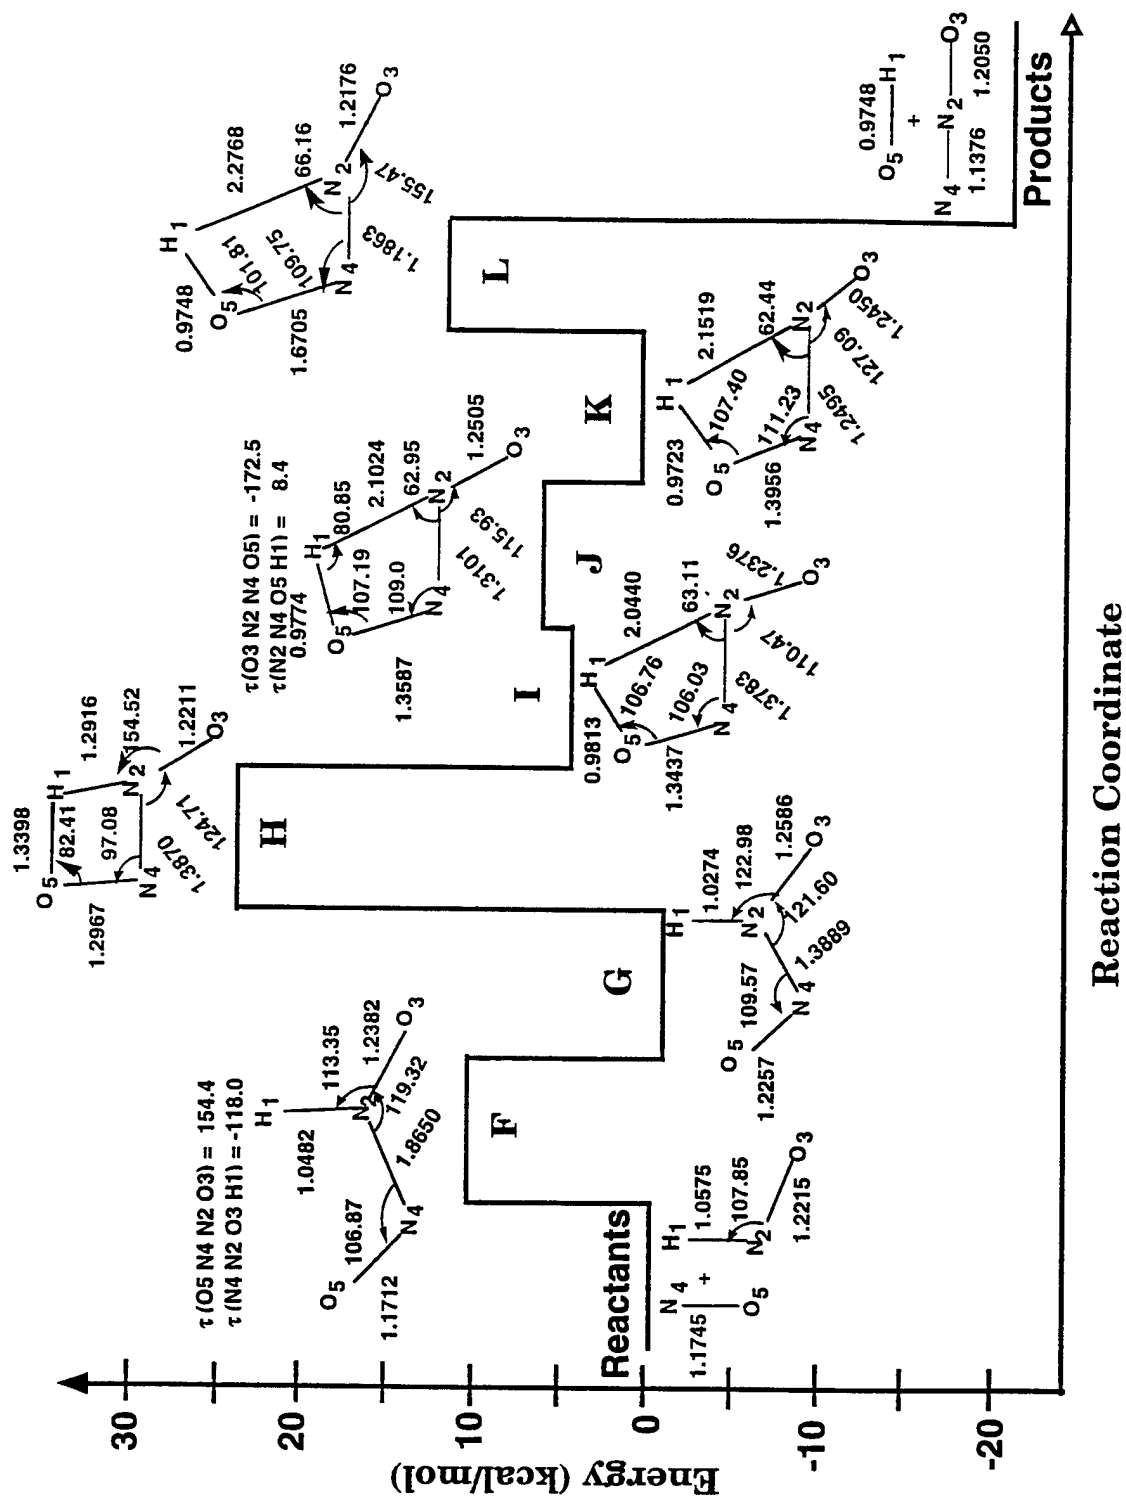 Energy (kcal/mol)
30
20
10
0
-10
-20
Reaction Coordinate
Reactants
N4
1.1745
O5
+
H1
1.0575
N2
107.85
1.2215
O3
F
τ(O5 N4 N2 O3) = 154.4
τ(N4 N2 O3 H1) = -118.0
H1
1.0482
113.35
N2
1.2382
O3
119.32
1.8650
106.87
N4
O5
1.1712
G
H1
1.0274
122.98
N2
1.2586
O3
121.60
1.3889
109.57
N4
O5
1.2257
H
1.3398
O5
H1
1.2916
82.41
154.52
97.08
N2
1.2211
O3
N4
124.71
1.3870
1.2967
I
H1
2.0440
0.9813
106.76
63.11
O5
106.03
N2
1.2376
O3
N4
110.47
1.3783
1.3437
J
τ(O3 N2 N4 O5) = -172.5
τ(N2 N4 O5 H1) = 8.4
0.9774
H1
80.85
2.1024
107.19
62.95
O5
109.0
N2
1.2505
O3
N4
115.93
1.3101
1.3587
K
H1
2.1519
0.9723
107.40
62.44
O5
111.23
N2
1.2450
O3
N4
127.09
1.2495
1.3956
L
H1
2.2768
0.9748
101.81
66.16
O5
109.75
N2
1.2176
O3
N4
155.47
1.1863
1.6705
Products
0.9748
O5
H1
+
N4
N2
O3
1.1376
1.2050